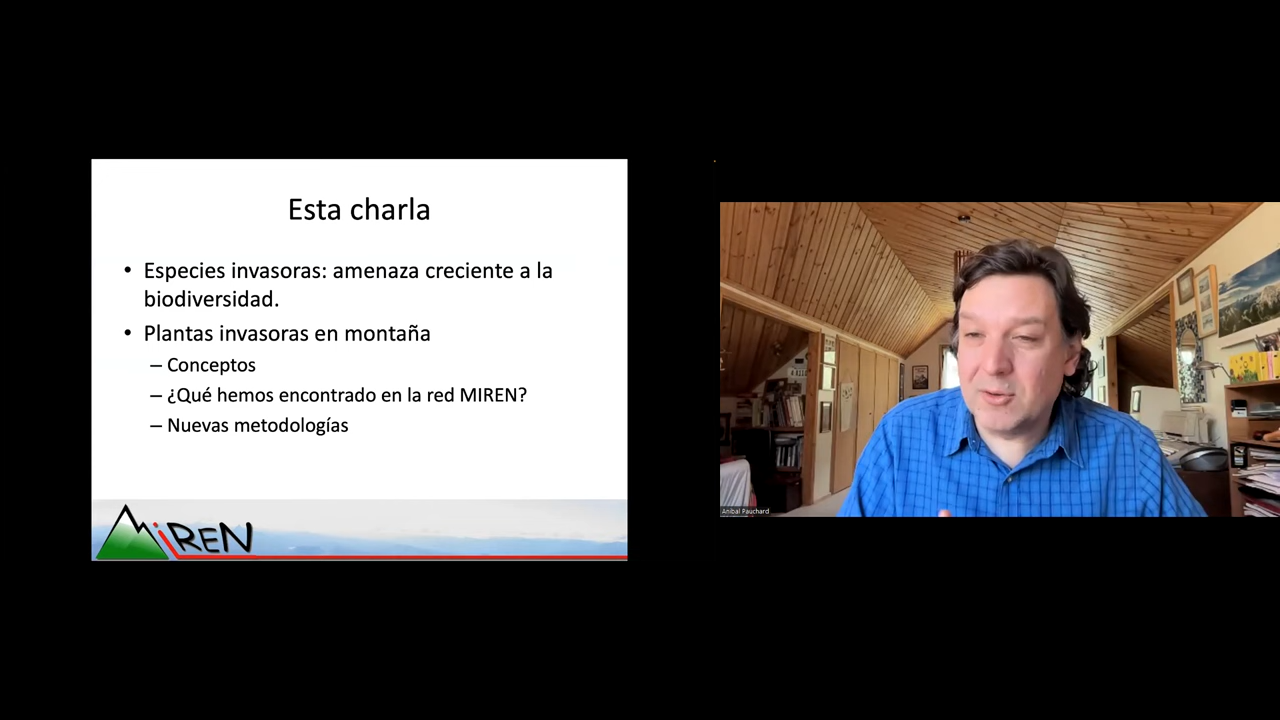 Esta charla
• Especies invasoras: amenaza creciente a la
biodiversidad.
• Plantas invasoras en montaña
– Conceptos
– ¿Qué hemos encontrado en la red MIREN?
– Nuevas metodologías
MiREN
Anibal Pauchard